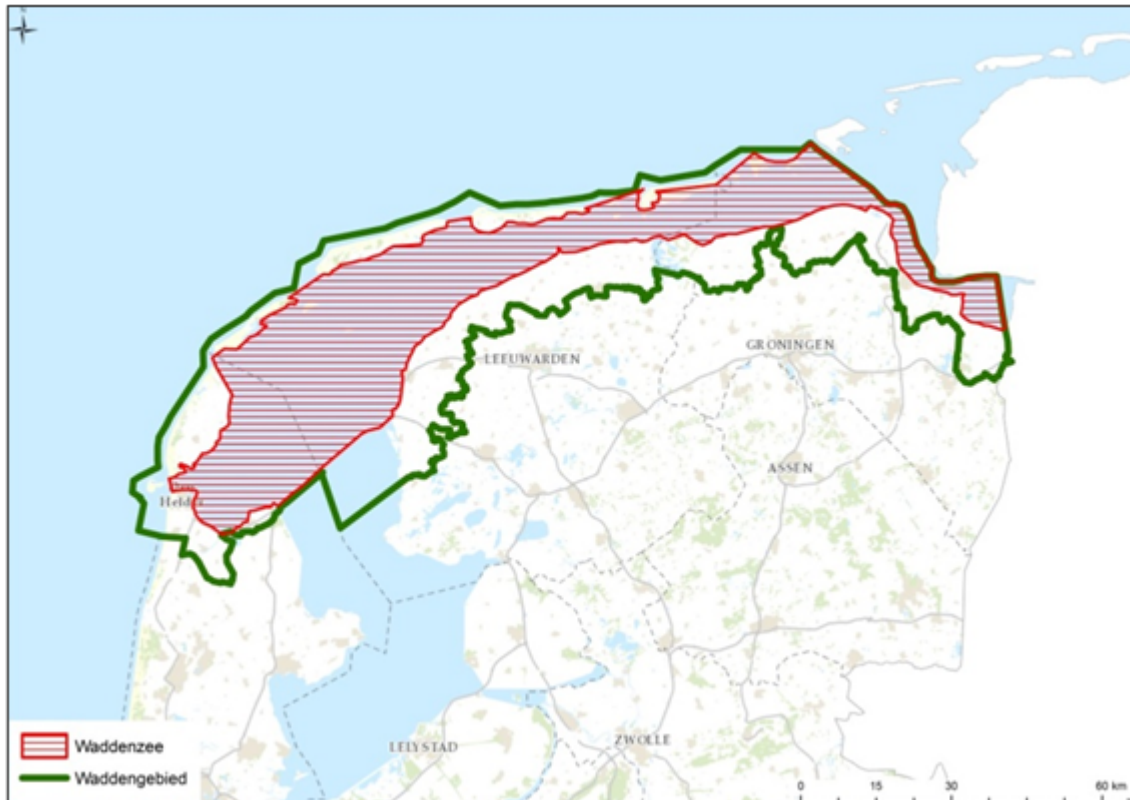 LEEUWARDEN
GRONINGEN
ASSEN
Helder
LELYSTAD
ZWOLLE
Waddenzee
Waddengebied
0 15 30 60 km